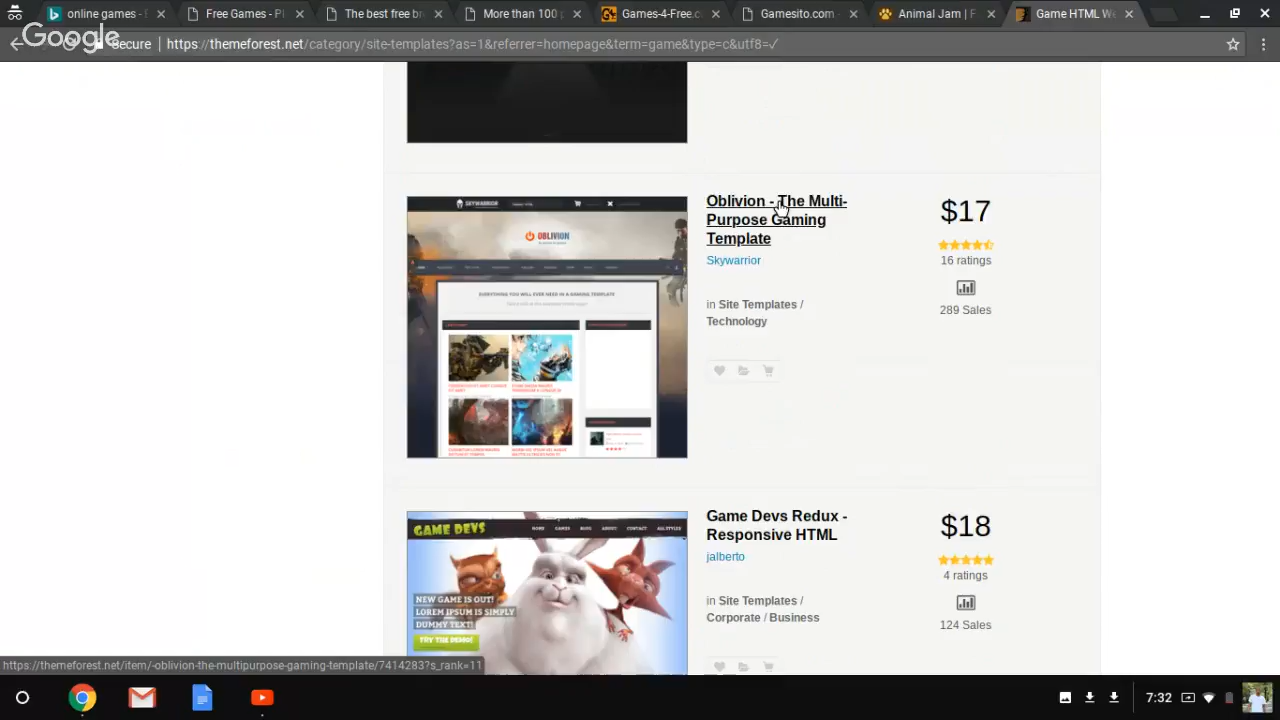 online games -
Free Games - Pl
The best free br
More than 100
Games-4-Free.c
Gamesito.com -
Animal Jam | F
Game HTML We
Google
Secure
https://themeforest.net/category/site-templates?as=1&referrer=homepage&term=game&type=c&utf8=✓
SKYWARRIOR
OBLIVION
EVERYTHING YOU WILL EVER NEED IN A GAMING TEMPLATE
Oblivion - The Multi-
Purpose Gaming
Template
Skywarrior
in Site Templates /
Technology
$17
16 ratings
289 Sales
GAME DEVS
HOME GAMES BLOG ABOUT CONTACT ALL STYLES
NEW GAME IS OUT!
LOREM IPSUM IS SIMPLY
DUMMY TEXT!
TRY THE DEMO!
Game Devs Redux -
Responsive HTML
jalberto
in Site Templates /
Corporate / Business
$18
4 ratings
124 Sales
https://themeforest.net/item/-oblivion-the-multipurpose-gaming-template/7414283?s_rank=11
7:32